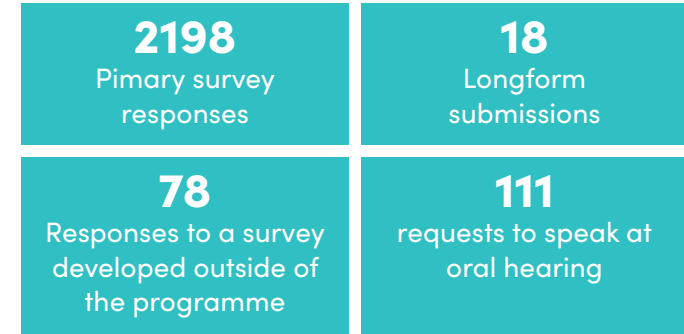 2198
Pimary survey
responses
18
Longform
submissions
78
Responses to a survey
developed outside of
the programme
111
requests to speak at
oral hearing